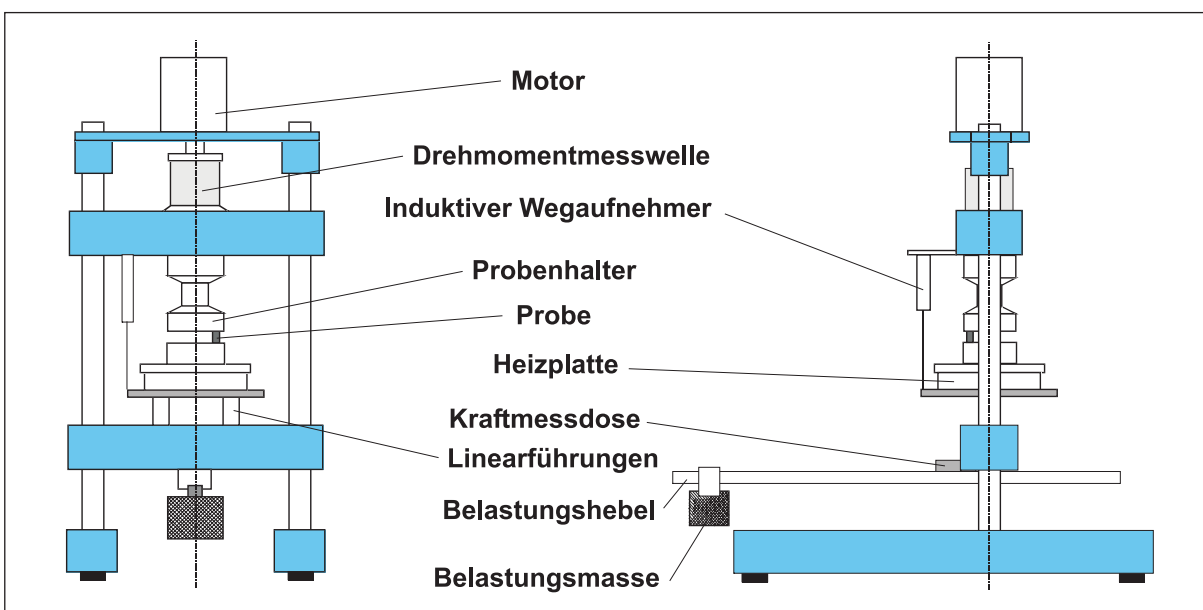 Motor
Drehmomentmesswelle
Induktiver Wegaufnehmer
Probenhalter
Probe
Heizplatte
Kraftmessdose
Linearführungen
Belastungshebel
Belastungsmasse